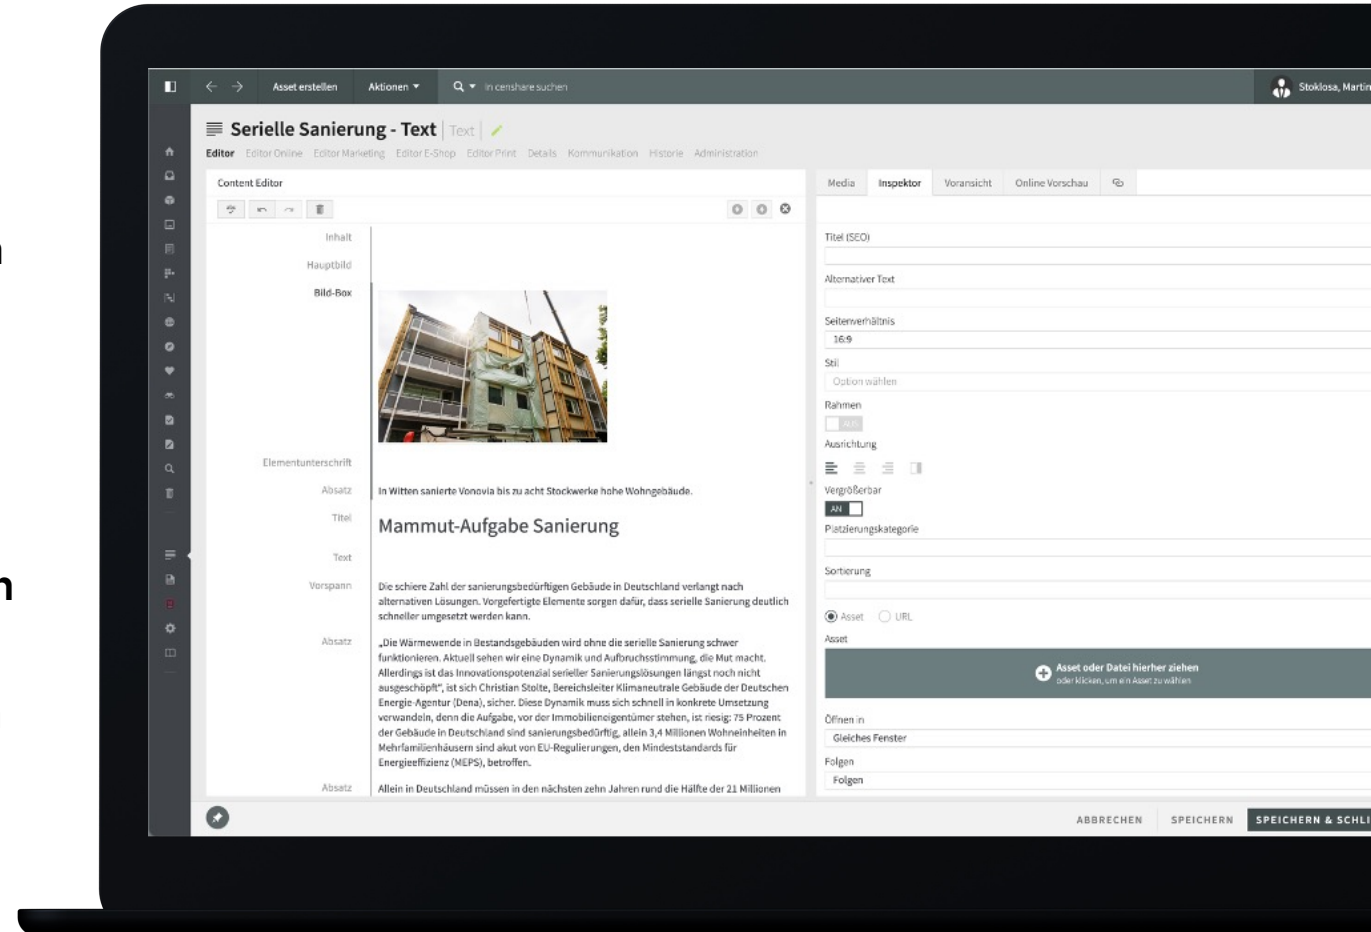 Asset erstellen Aktionen In censhare suchen Stoklosa, Martin
Serielle Sanierung - Text | Text |
Editor Editor Online Editor Marketing Editor E-Shop Editor Print Details Kommunikation Historie Administration
Content Editor
Inhalt
Hauptbild
Bild-Box
Elementunterschrift
Absatz In Witten sanierte Vonovia bis zu acht Stockwerke hohe Wohngebäude.
Titel Mammut-Aufgabe Sanierung
Text
Vorspann Die schiere Zahl der sanierungsbedürftigen Gebäude in Deutschland verlangt nach
alternativen Lösungen. Vorgefertigte Elemente sorgen dafür, dass serielle Sanierung deutlich
schneller umgesetzt werden kann.
Absatz „Die Wärmewende in Bestandsgebäuden wird ohne die serielle Sanierung schwer
funktionieren. Aktuell sehen wir eine Dynamik und Aufbruchsstimmung, die Mut macht.
Allerdings ist das Innovationspotenzial serieller Sanierungslösungen längst noch nicht
ausgeschöpft“, ist sich Christian Stolte, Bereichsleiter Klimaneutrale Gebäude der Deutschen
Energie-Agentur (Dena), sicher. Diese Dynamik muss sich schnell in konkrete Umsetzung
verwandeln, denn die Aufgabe, vor der Immobilieneigentümer stehen, ist riesig: 75 Prozent
der Gebäude in Deutschland sind sanierungsbedürftig, allein 3,4 Millionen Wohneinheiten in
Mehrfamilienhäusern sind akut von EU-Regulierungen, den Mindeststandards für
Energieeffizienz (MEPS), betroffen.
Absatz Allein in Deutschland müssen in den nächsten zehn Jahren rund die Hälfte der 21 Millionen
Media Inspektor Voransicht Online Vorschau
Titel (SEO)
Alternativer Text
Seitenverhältnis
16:9
Stil
Option wählen
Rahmen
AUS
Ausrichtung
Vergrößerbar
AN
Platzierungskategorie
Sortierung
Asset URL
Asset
Asset oder Datei hierher ziehen
oder klicken, um ein Asset zu wählen
Öffnen in
Gleiches Fenster
Folgen
Folgen
ABBRECHEN SPEICHERN SPEICHERN & SCHLI